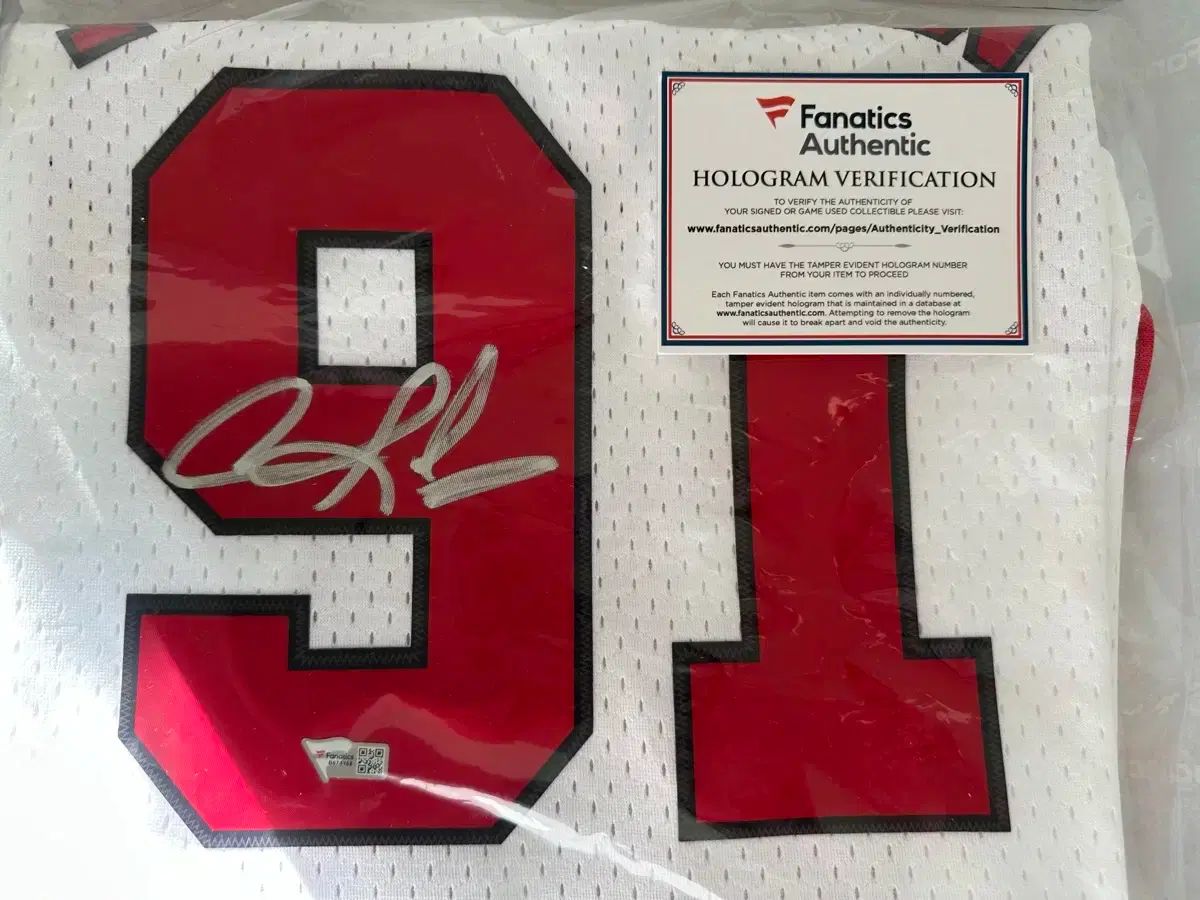 91
Fanatics
Authentic
HOLOGRAM VERIFICATION
TO VERIFY THE AUTHENTICITY OF
YOUR SIGNED OR GAME USED COLLECTIBLE PLEASE VISIT:
www.fanaticsauthentic.com/pages/Authenticity_Verification
YOU MUST HAVE THE TAMPER EVIDENT HOLOGRAM NUMBER
FROM YOUR ITEM TO PROCEED
Each Fanatics Authentic item comes with an individually numbered,
tamper evident hologram that is maintained in a database at
www.fanaticsauthentic.com. Attempting to remove the hologram
will cause it to break apart and void the authenticity.
Fanatics